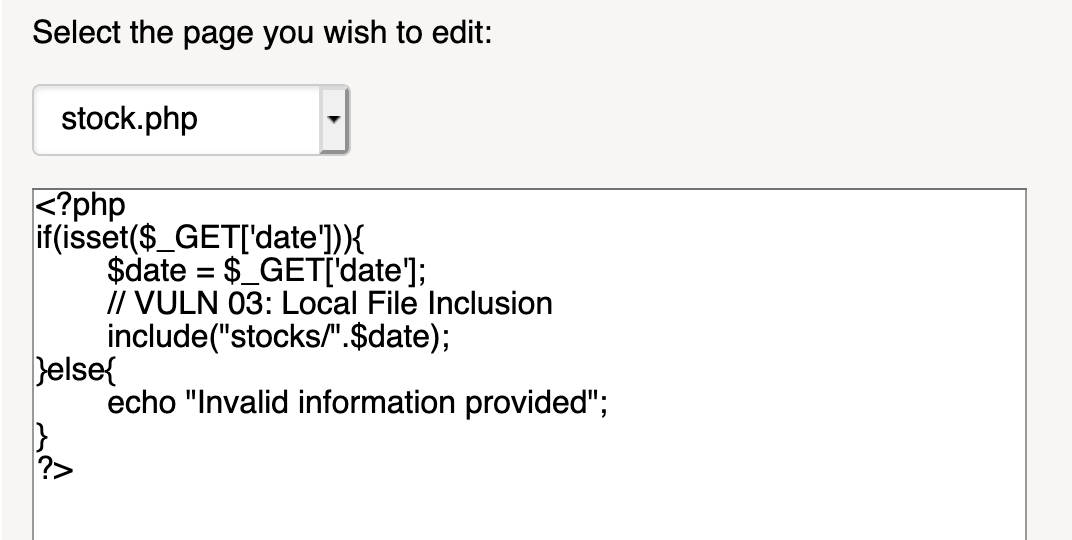 Select the page you wish to edit:
stock.php
<?php
if(isset($_GET['date'])){
$date = $_GET['date'];
// VULN 03: Local File Inclusion
include("stocks/".$date);
}else{
echo "Invalid information provided";
}
?>